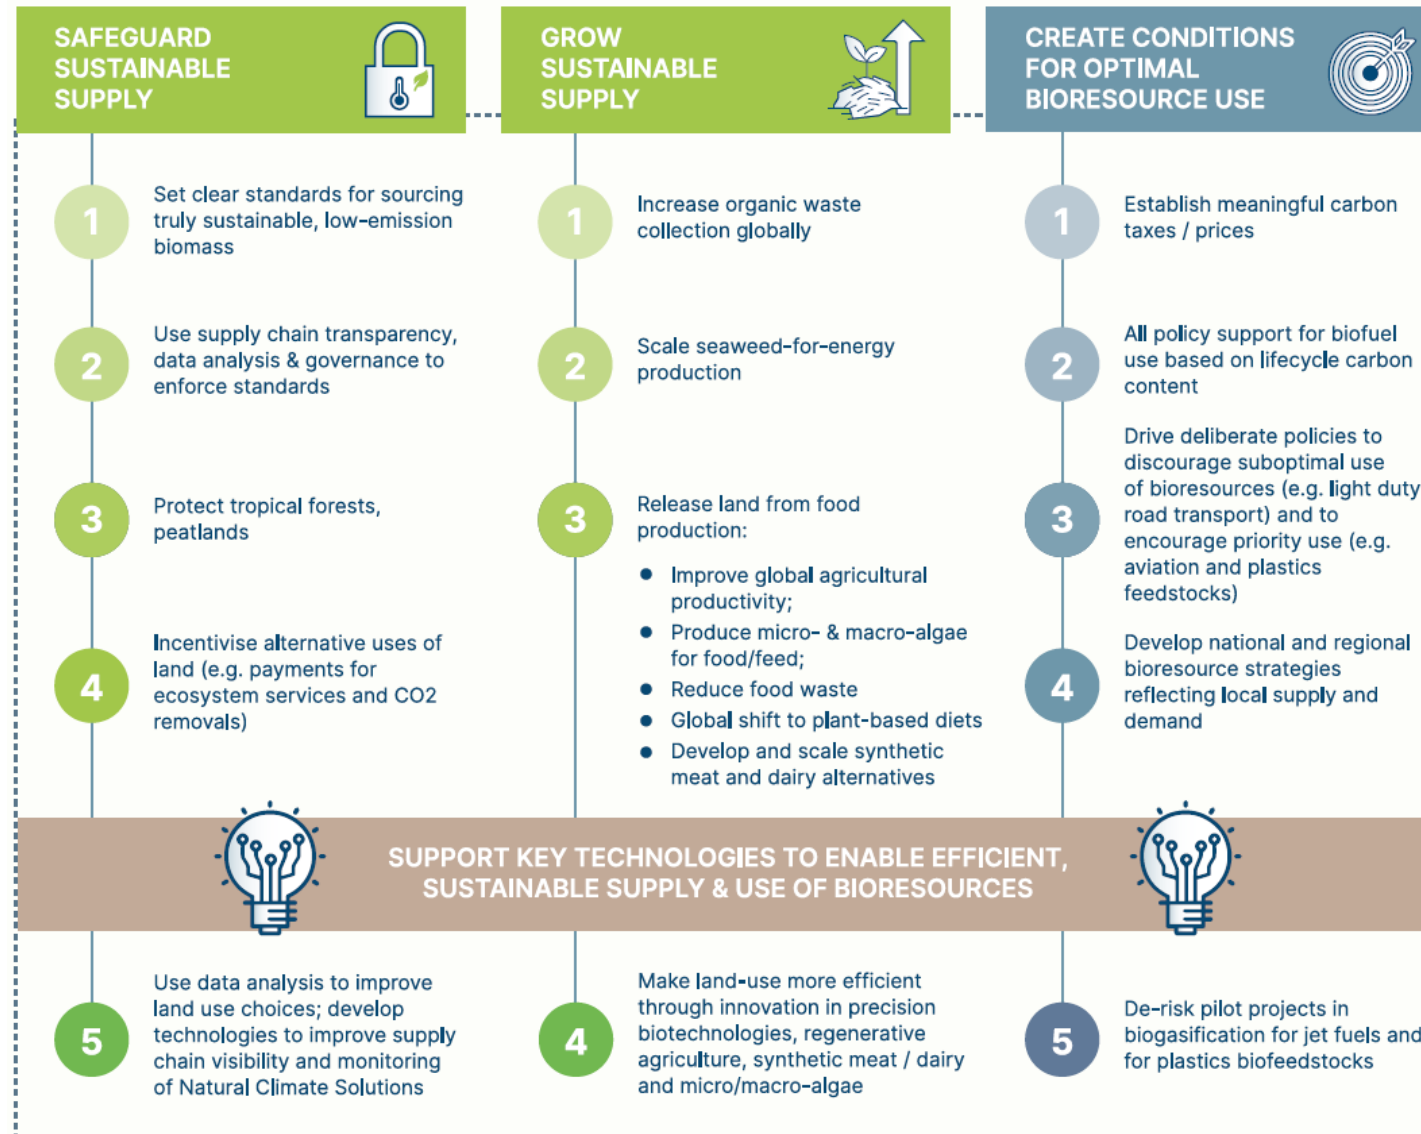 SAFEGUARD
SUSTAINABLE
SUPPLY
1
Set clear standards for sourcing
truly sustainable, low-emission
biomass
2
Use supply chain transparency,
data analysis & governance to
enforce standards
3
Protect tropical forests,
peatlands
4
Incentivise alternative uses of
land (e.g. payments for
ecosystem services and CO2
removals)
GROW
SUSTAINABLE
SUPPLY
1
Increase organic waste
collection globally
2
Scale seaweed-for-energy
production
3
Release land from food
production:
● Improve global agricultural
productivity;
● Produce micro- & macro-algae
for food/feed;
● Reduce food waste
● Global shift to plant-based diets
● Develop and scale synthetic
meat and dairy alternatives
CREATE CONDITIONS
FOR OPTIMAL
BIORESOURCE USE
1
Establish meaningful carbon
taxes / prices
2
All policy support for biofuel
use based on lifecycle carbon
content
3
Drive deliberate policies to
discourage suboptimal use
of bioresources (e.g. light duty
road transport) and to
encourage priority use (e.g.
aviation and plastics
feedstocks)
4
Develop national and regional
bioresource strategies
reflecting local supply and
demand
SUPPORT KEY TECHNOLOGIES TO ENABLE EFFICIENT,
SUSTAINABLE SUPPLY & USE OF BIORESOURCES
5
Use data analysis to improve
land use choices; develop
technologies to improve supply
chain visibility and monitoring
of Natural Climate Solutions
4
Make land-use more efficient
through innovation in precision
biotechnologies, regenerative
agriculture, synthetic meat / dairy
and micro/macro-algae
5
De-risk pilot projects in
biogasification for jet fuels and
for plastics biofeedstocks